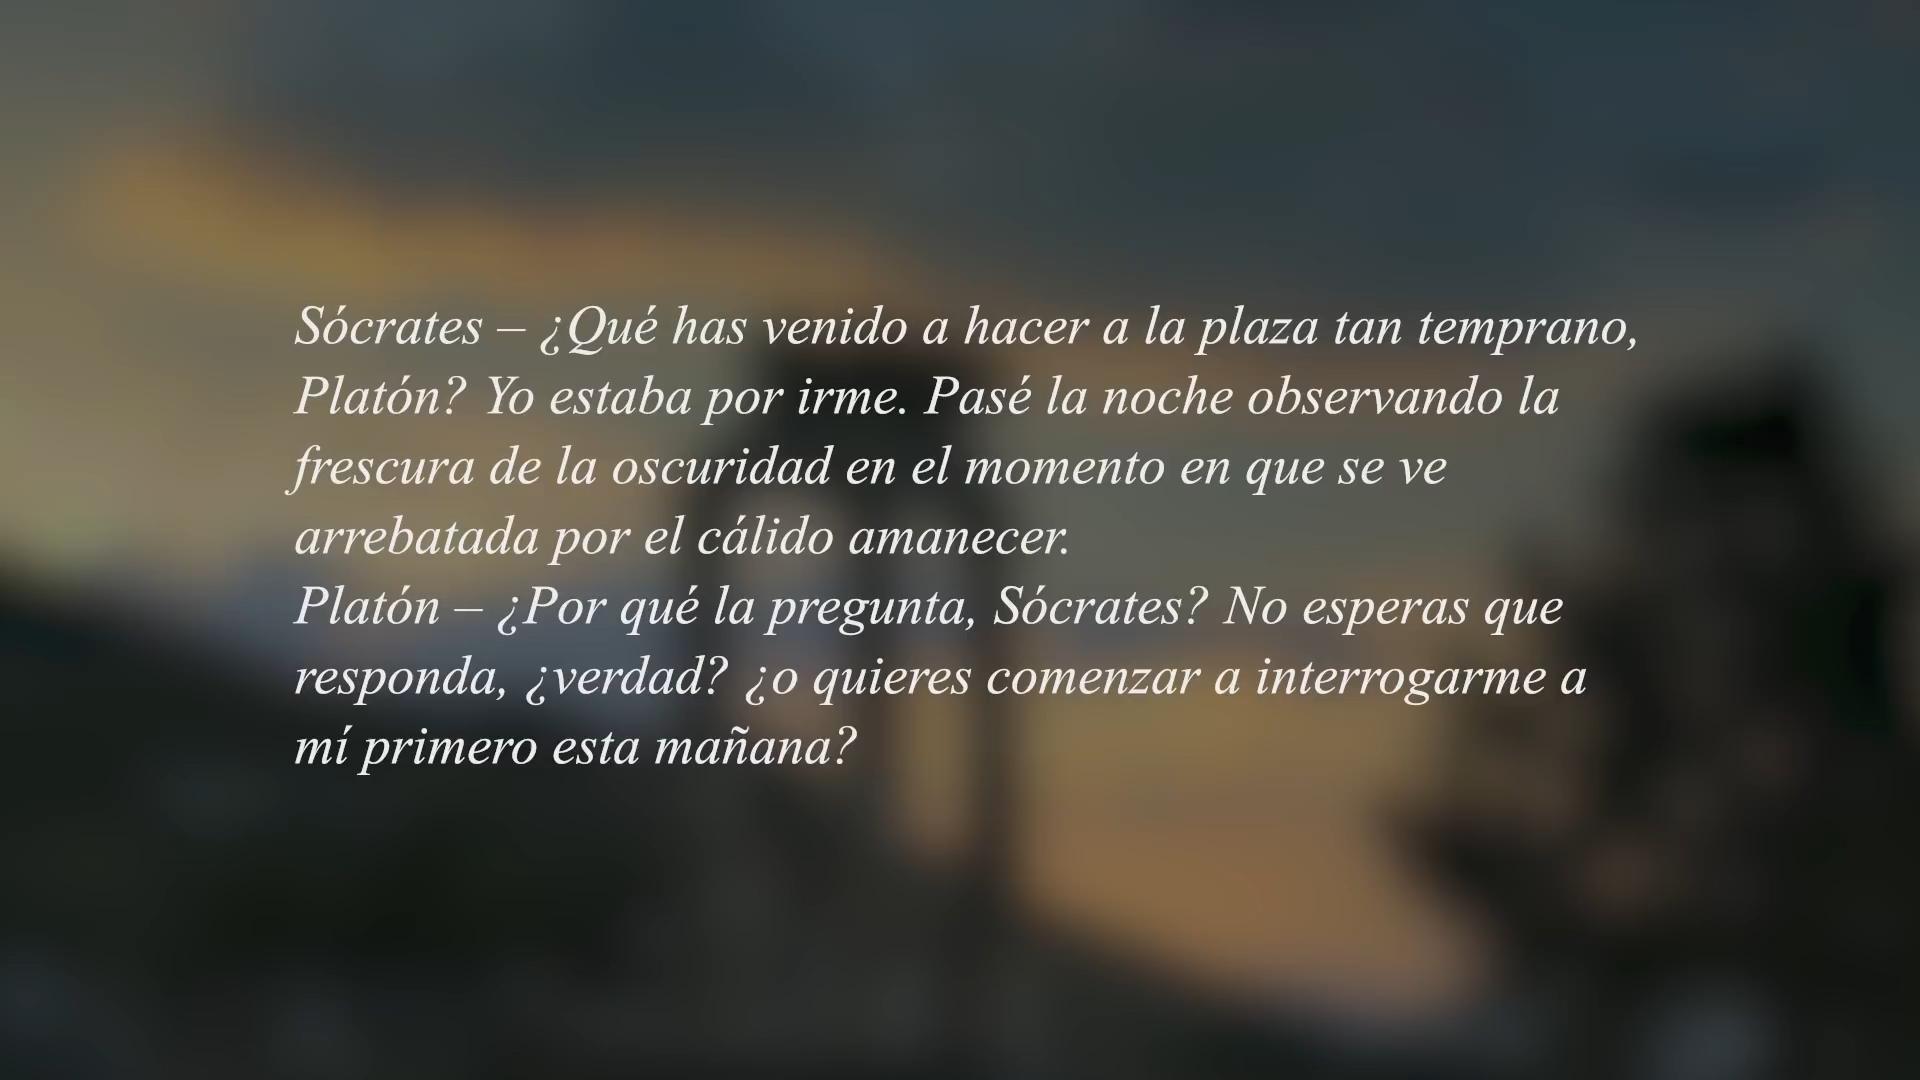 Sócrates – ¿Qué has venido a hacer a la plaza tan temprano,
Platón? Yo estaba por irme. Pasé la noche observando la
frescura de la oscuridad en el momento en que se ve
arrebatada por el cálido amanecer.
Platón – ¿Por qué la pregunta, Sócrates? No esperas que
responda, ¿verdad? ¿o quieres comenzar a interrogarme a
mí primero esta mañana?